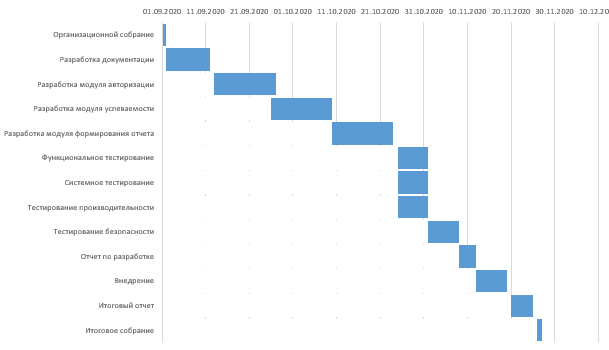 01.09.2020 11.09.2020 21.09.2020 01.10.2020 11.10.2020 21.10.2020 31.10.2020 10.11.2020 20.11.2020 30.11.2020 10.12.20
Организационной собрание
Разработка документации
Разработка модуля авторизации
Разработка модуля успеваемости
Разработка модуля формирования отчета
Функциональное тестирование
Системное тестирование
Тестирование производительности
Тестирование безопасности
Отчет по разработке
Внедрение
Итоговый отчет
Итоговое собрание